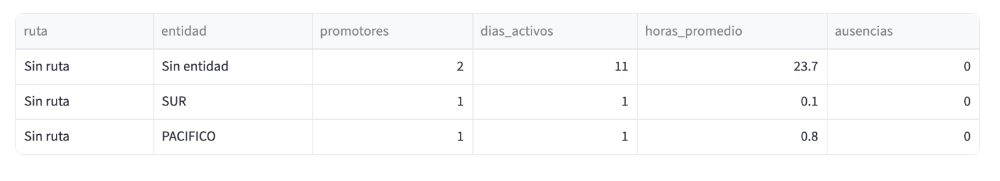 ruta entidad promotores dias_activos horas_promedio ausencias
Sin ruta Sin entidad 2 11 23.7 0
Sin ruta SUR 1 1 0.1 0
Sin ruta PACIFICO 1 1 0.8 0